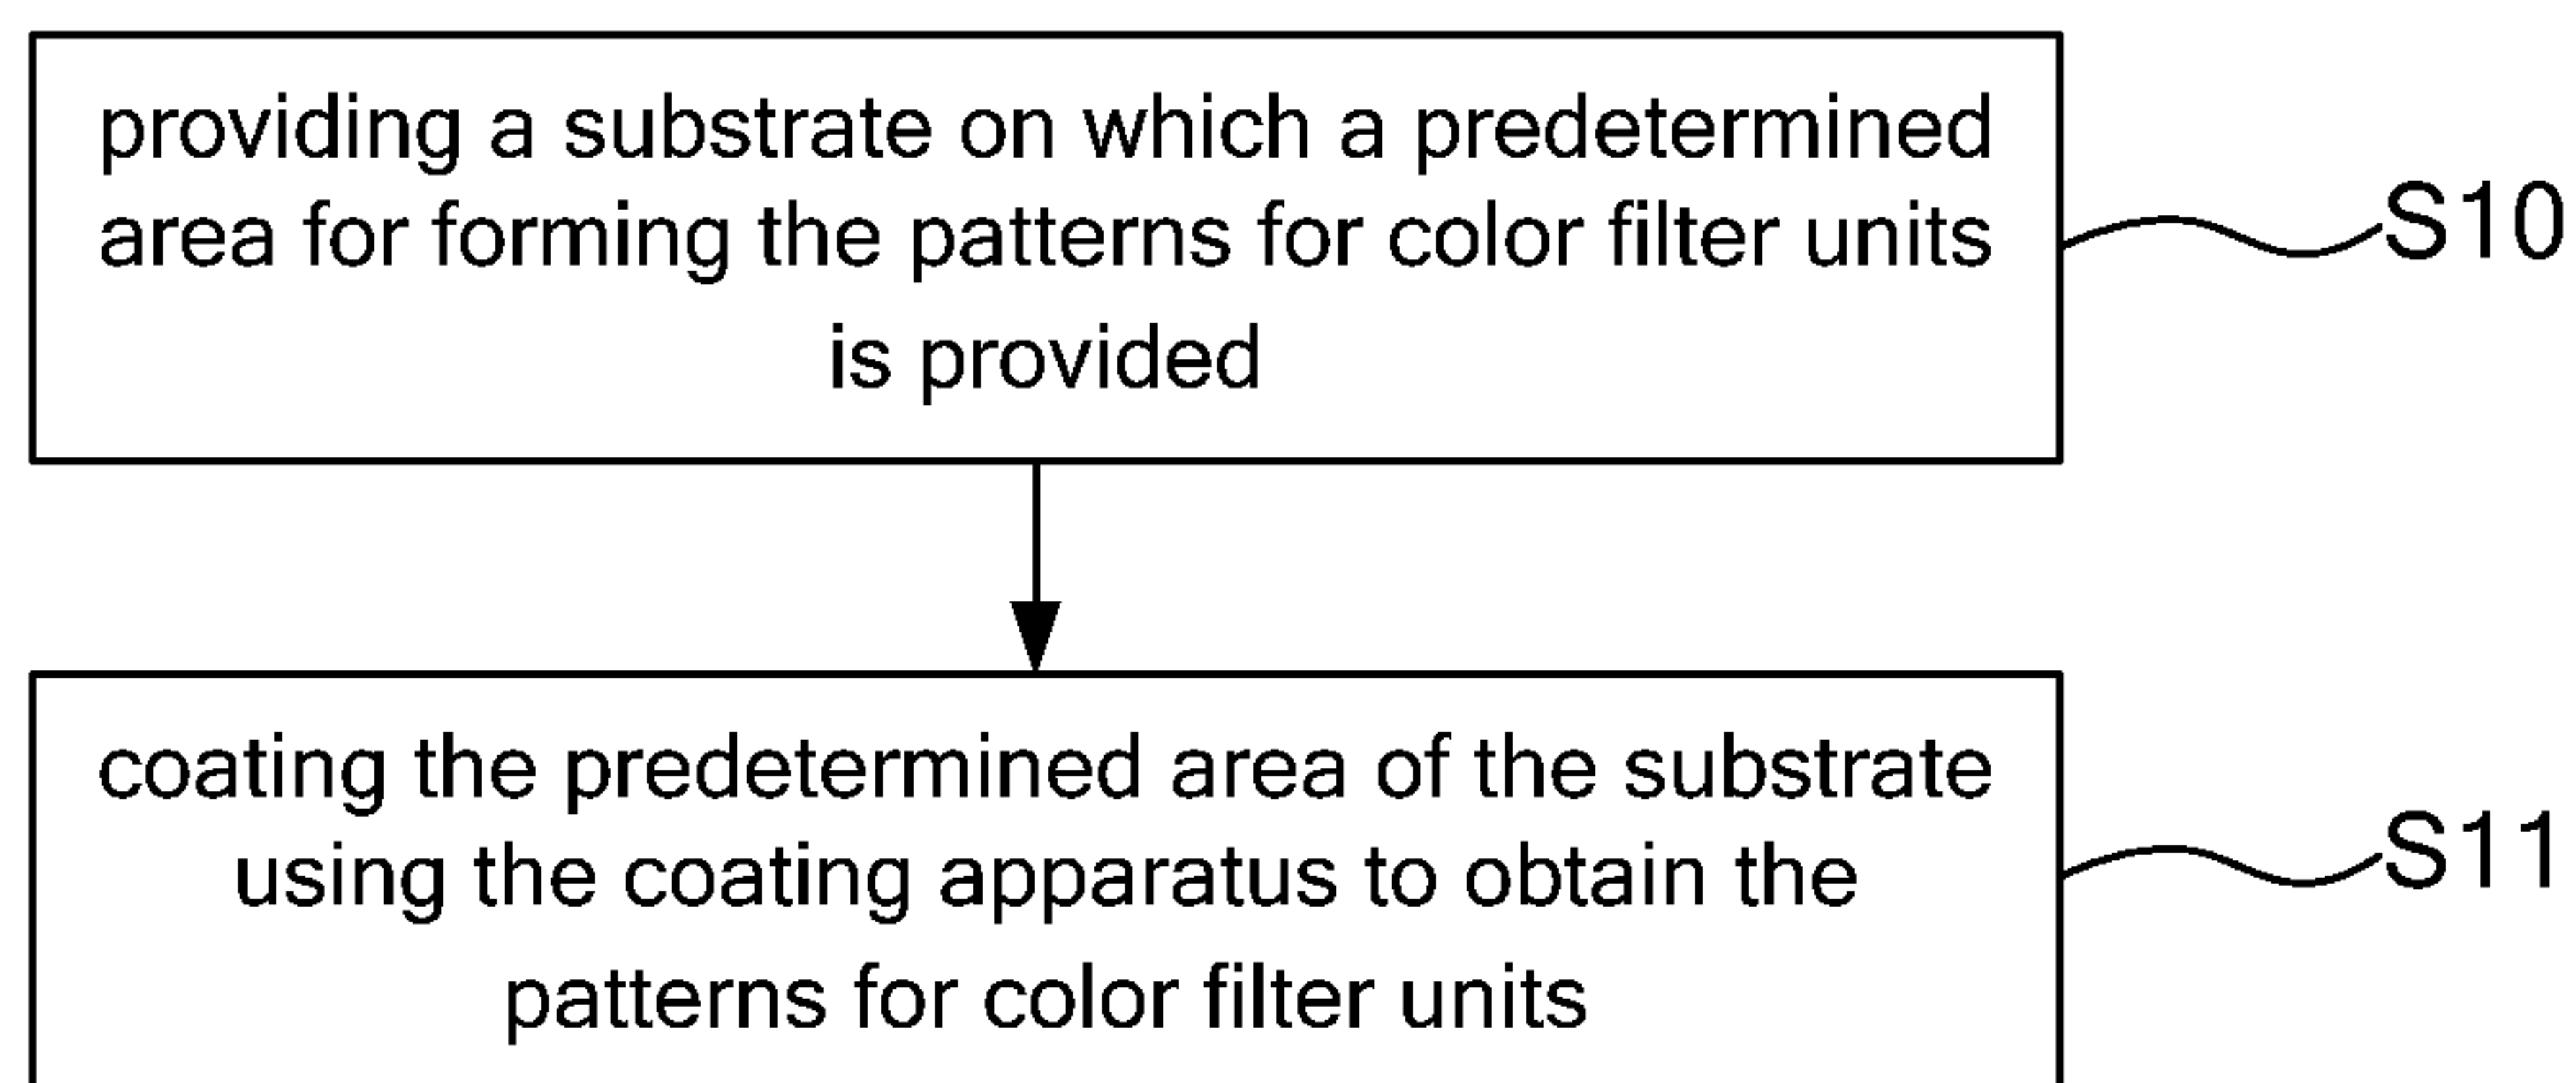 providing a substrate on which a predetermined
area for forming the patterns for color filter units
is provided
S10
coating the predetermined area of the substrate
using the coating apparatus to obtain the
patterns for color filter units
S11